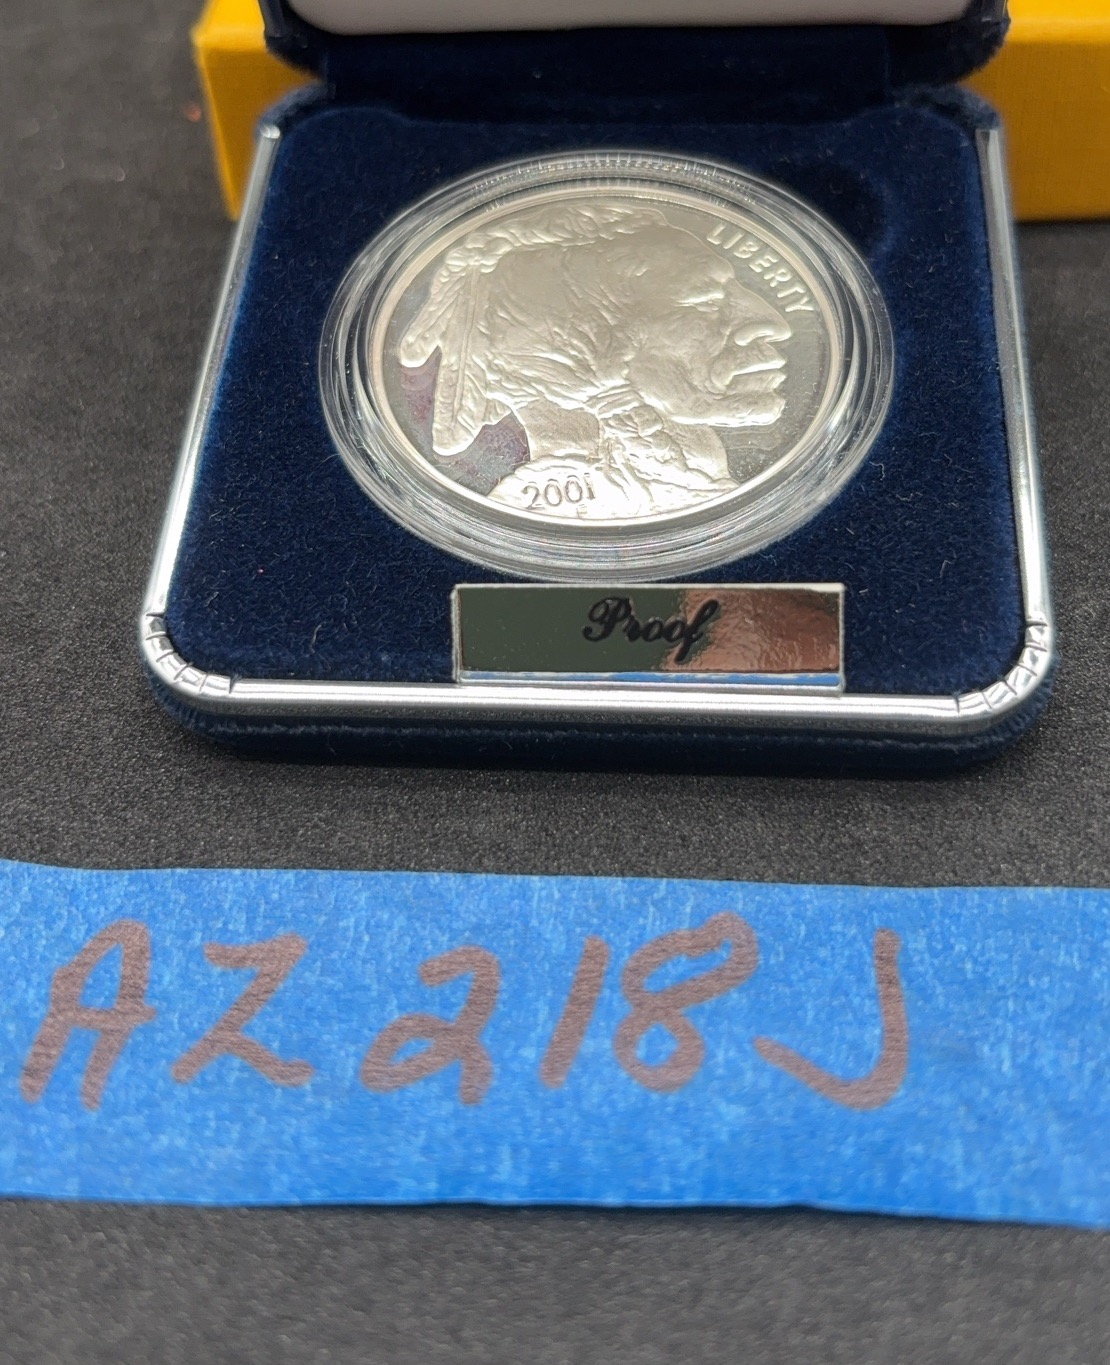 LIBERTY
2001
Proof
AZ218J